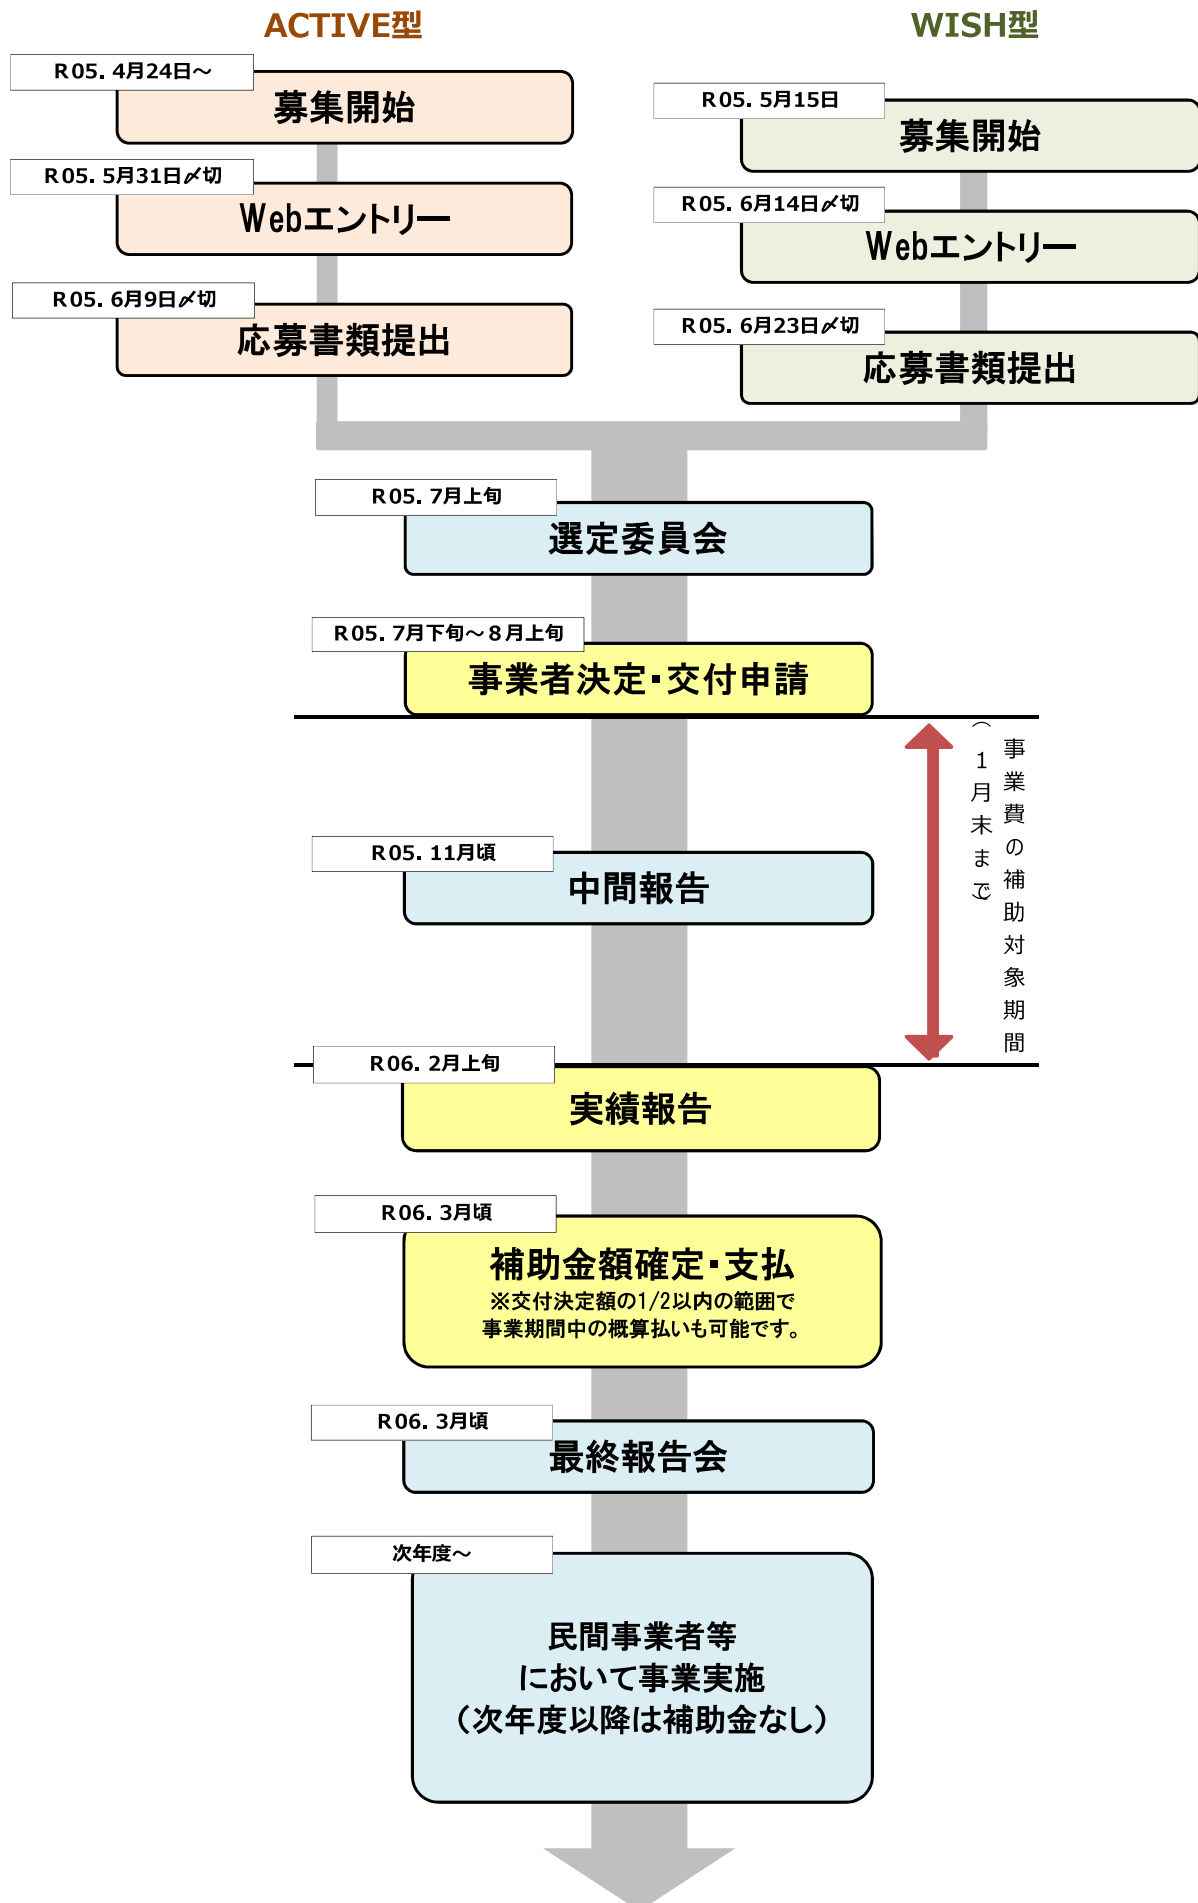 ACTIVE型
R05. 4月24日～
募集開始
R05. 5月31日〆切
Webエントリー
R05. 6月9日〆切
応募書類提出
WISH型
R05. 5月15日
募集開始
R05. 6月14日〆切
Webエントリー
R05. 6月23日〆切
応募書類提出
R05. 7月上旬
選定委員会
R05. 7月下旬～８月上旬
事業者決定・交付申請
事業費の補助対象期間
（１月末まで）
R05. 11月頃
中間報告
R06. 2月上旬
実績報告
R06. 3月頃
補助金額確定・支払
※交付決定額の1/2以内の範囲で
事業期間中の概算払いも可能です。
R06. 3月頃
最終報告会
次年度～
民間事業者等
において事業実施
（次年度以降は補助金なし）